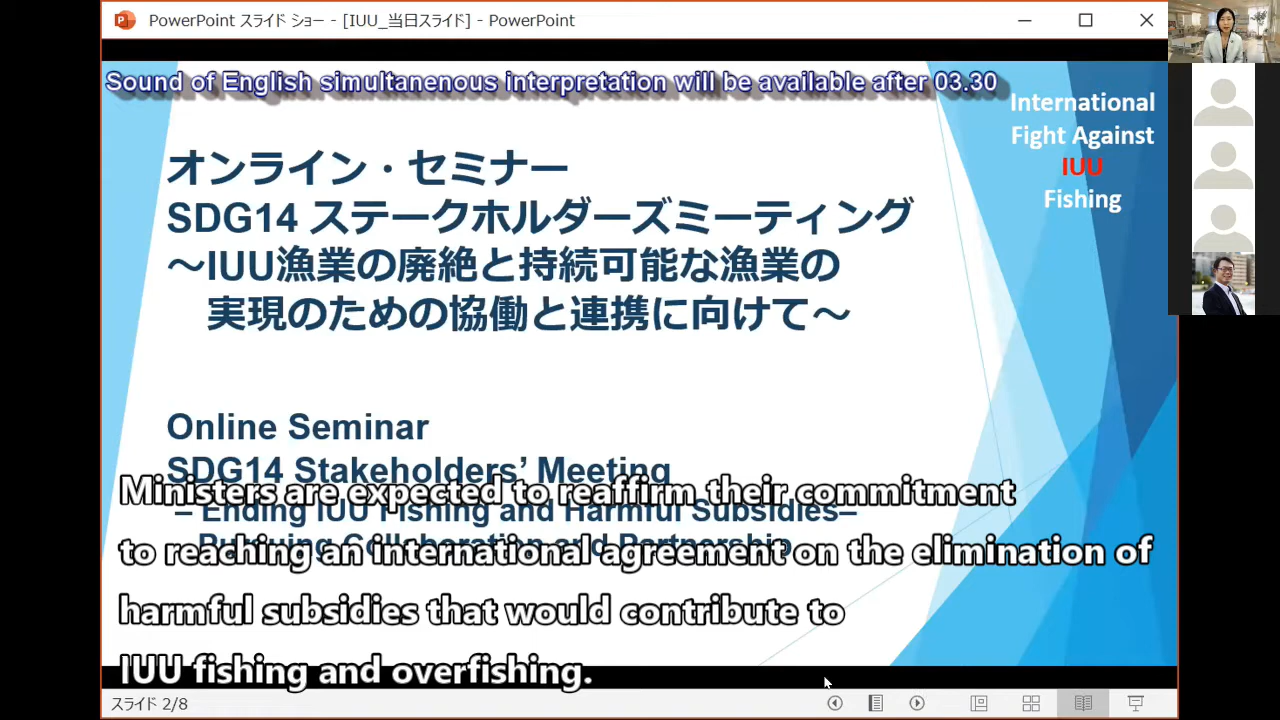 PowerPoint スライド ショー - [IUU_当日スライド] - PowerPoint
Sound of English simultanenous interpretation will be available after 03.30
International
Fight Against
IUU
Fishing
オンライン・セミナー
SDG14 ステークホルダーズミーティング
～IUU漁業の廃絶と持続可能な漁業の
実現のための協働と連携に向けて～
Online Seminar
SDG14 Stakeholders’ Meeting
– Ending IUU Fishing and Harmful Subsidies–
Pursuing Collaboration and Partnership
Ministers are expected to reaffirm their commitment
to reaching an international agreement on the elimination of
harmful subsidies that would contribute to
IUU fishing and overfishing.
スライド 2/8